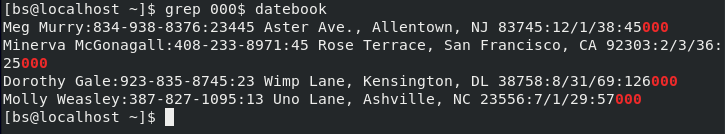 [bs@localhost ~]$ grep 000$ datebook
Meg Murry:834-938-8376:23445 Aster Ave., Allentown, NJ 83745:12/1/38:45000
Minerva McGonagall:408-233-8971:45 Rose Terrace, San Francisco, CA 92303:2/3/36:
25000
Dorothy Gale:923-835-8745:23 Wimp Lane, Kensington, DL 38758:8/31/69:126000
Molly Weasley:387-827-1095:13 Uno Lane, Ashville, NC 23556:7/1/29:57000
[bs@localhost ~]$